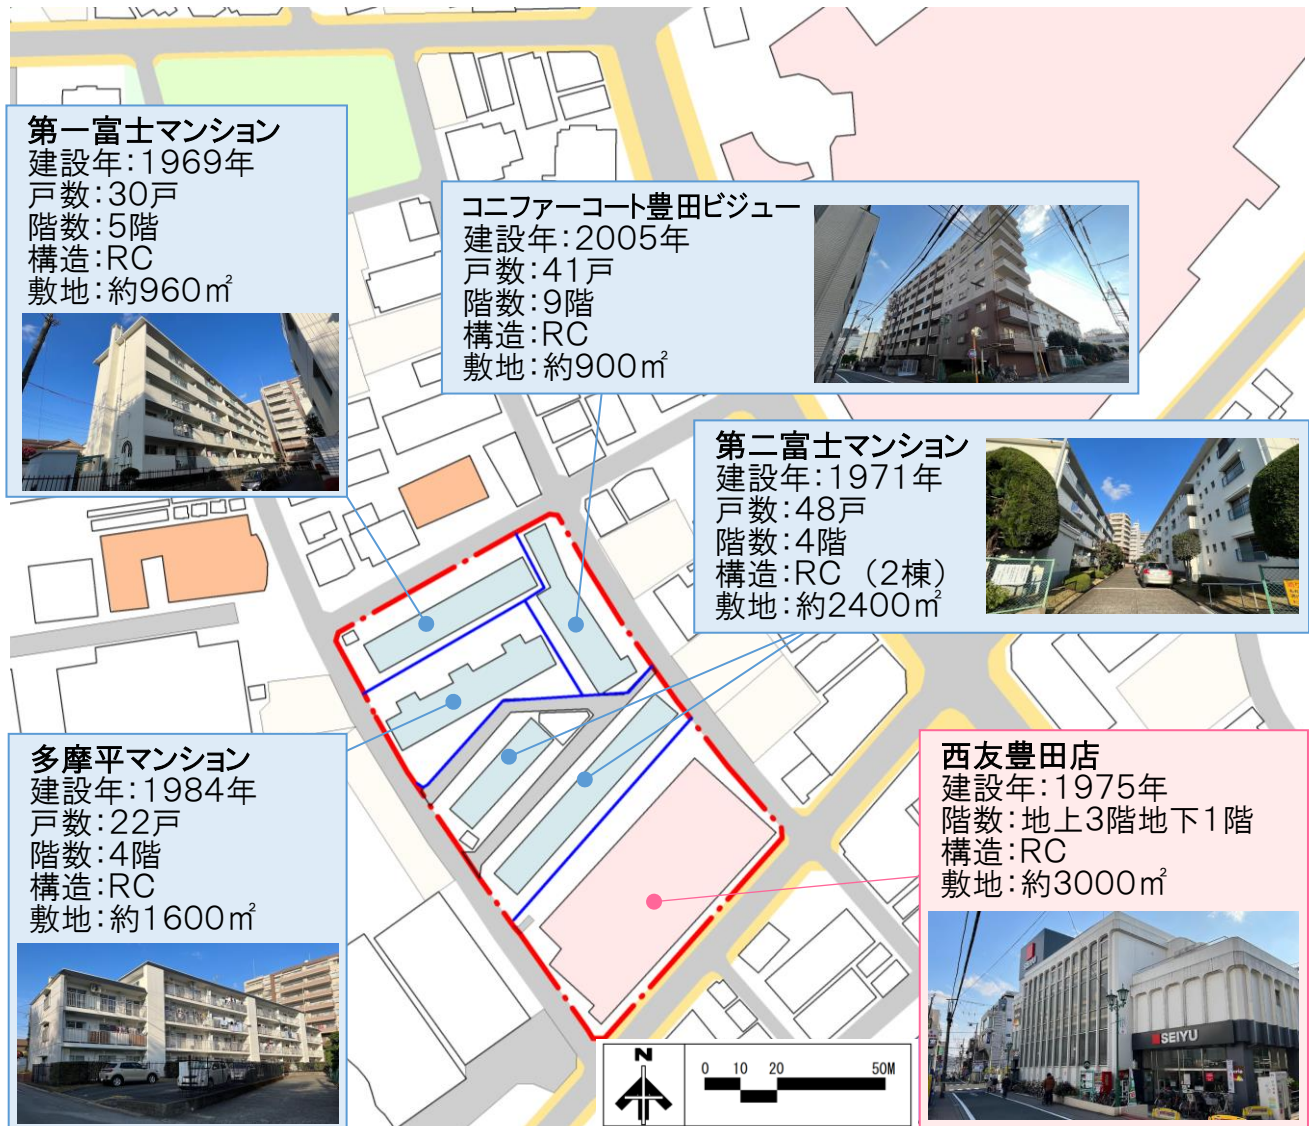 第一富士マンション
建設年:1969年
戸数:30戸
階数:5階
構造:RC
敷地:約960㎡
コニファーコート豊田ビジュー
建設年:2005年
戸数:41戸
階数:9階
構造:RC
敷地:約900㎡
第二富士マンション
建設年:1971年
戸数:48戸
階数:4階
構造:RC (2棟)
敷地:約2400㎡
多摩平マンション
建設年:1984年
戸数:22戸
階数:4階
構造:RC
敷地:約1600㎡
西友豊田店
建設年:1975年
階数:地上3階地下1階
構造:RC
敷地:約3000㎡
SEIYU
N
0 10 20 50M